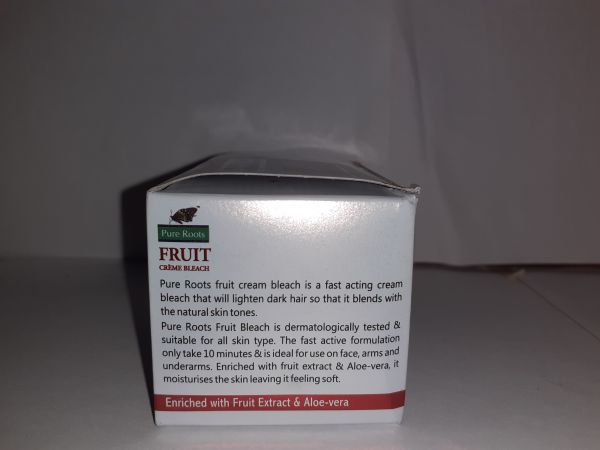 Pure Roots
FRUIT
CRÈME BLEACH
Pure Roots fruit cream bleach is a fast acting cream
bleach that will lighten dark hair so that it blends with
the natural skin tones.
Pure Roots Fruit Bleach is dermatologically tested &
suitable for all skin type. The fast active formulation
only take 10 minutes & is ideal for use on face, arms and
underarms. Enriched with fruit extract & Aloe-vera, it
moisturises the skin leaving it feeling soft.
Enriched with Fruit Extract & Aloe-vera